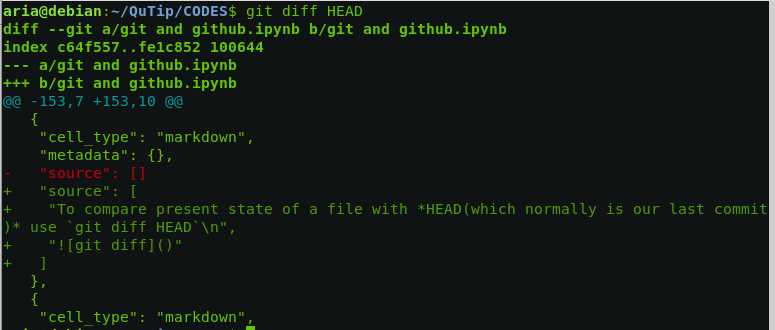 aria@debian:~/QuTip/CODES$ git diff HEAD
diff --git a/git and github.ipynb b/git and github.ipynb
index c64f557..fe1c852 100644
--- a/git and github.ipynb
+++ b/git and github.ipynb
@@ -153,7 +153,10 @@
   {
    "cell_type": "markdown",
    "metadata": {},
-   "source": []
+   "source": [
+    "To compare present state of a file with *HEAD(which normally is our last commit
)* use `git diff HEAD`\n",
+    "![git diff]()"
+   ]
   },
   {
    "cell_type": "markdown",